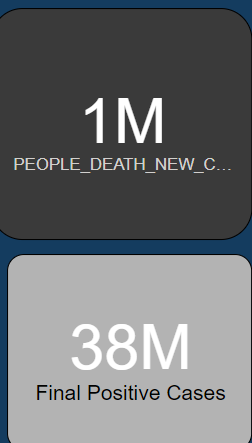 1M
PEOPLE_DEATH_NEW_C...
38M
Final Positive Cases